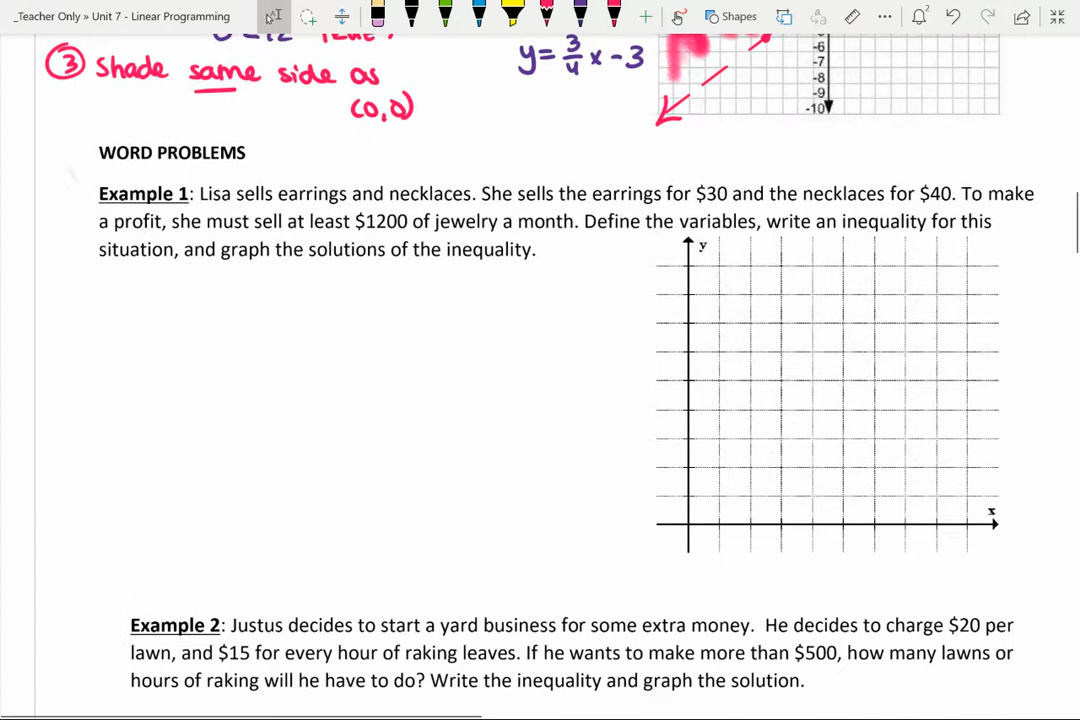 _Teacher Only » Unit 7 - Linear Programming
Shapes
2
③ Shade same side as
(0,0)
y = 3/4 x - 3
-6
-7
-8
-9
-10
WORD PROBLEMS
Example 1: Lisa sells earrings and necklaces. She sells the earrings for $30 and the necklaces for $40. To make
a profit, she must sell at least $1200 of jewelry a month. Define the variables, write an inequality for this
situation, and graph the solutions of the inequality.
y
x
Example 2: Justus decides to start a yard business for some extra money.  He decides to charge $20 per
lawn, and $15 for every hour of raking leaves. If he wants to make more than $500, how many lawns or
hours of raking will he have to do? Write the inequality and graph the solution.